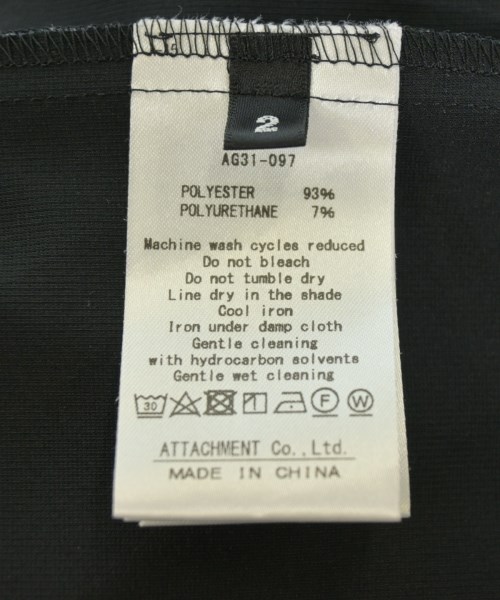 2
AG31-097
POLYESTER 93%
POLYURETHANE 7%
Machine wash cycles reduced
Do not bleach
Do not tumble dry
Line dry in the shade
Cool iron
Iron under damp cloth
Gentle cleaning
with hydrocarbon solvents
Gentle wet cleaning
30 F W
ATTACHMENT Co.,Ltd.
MADE IN CHINA